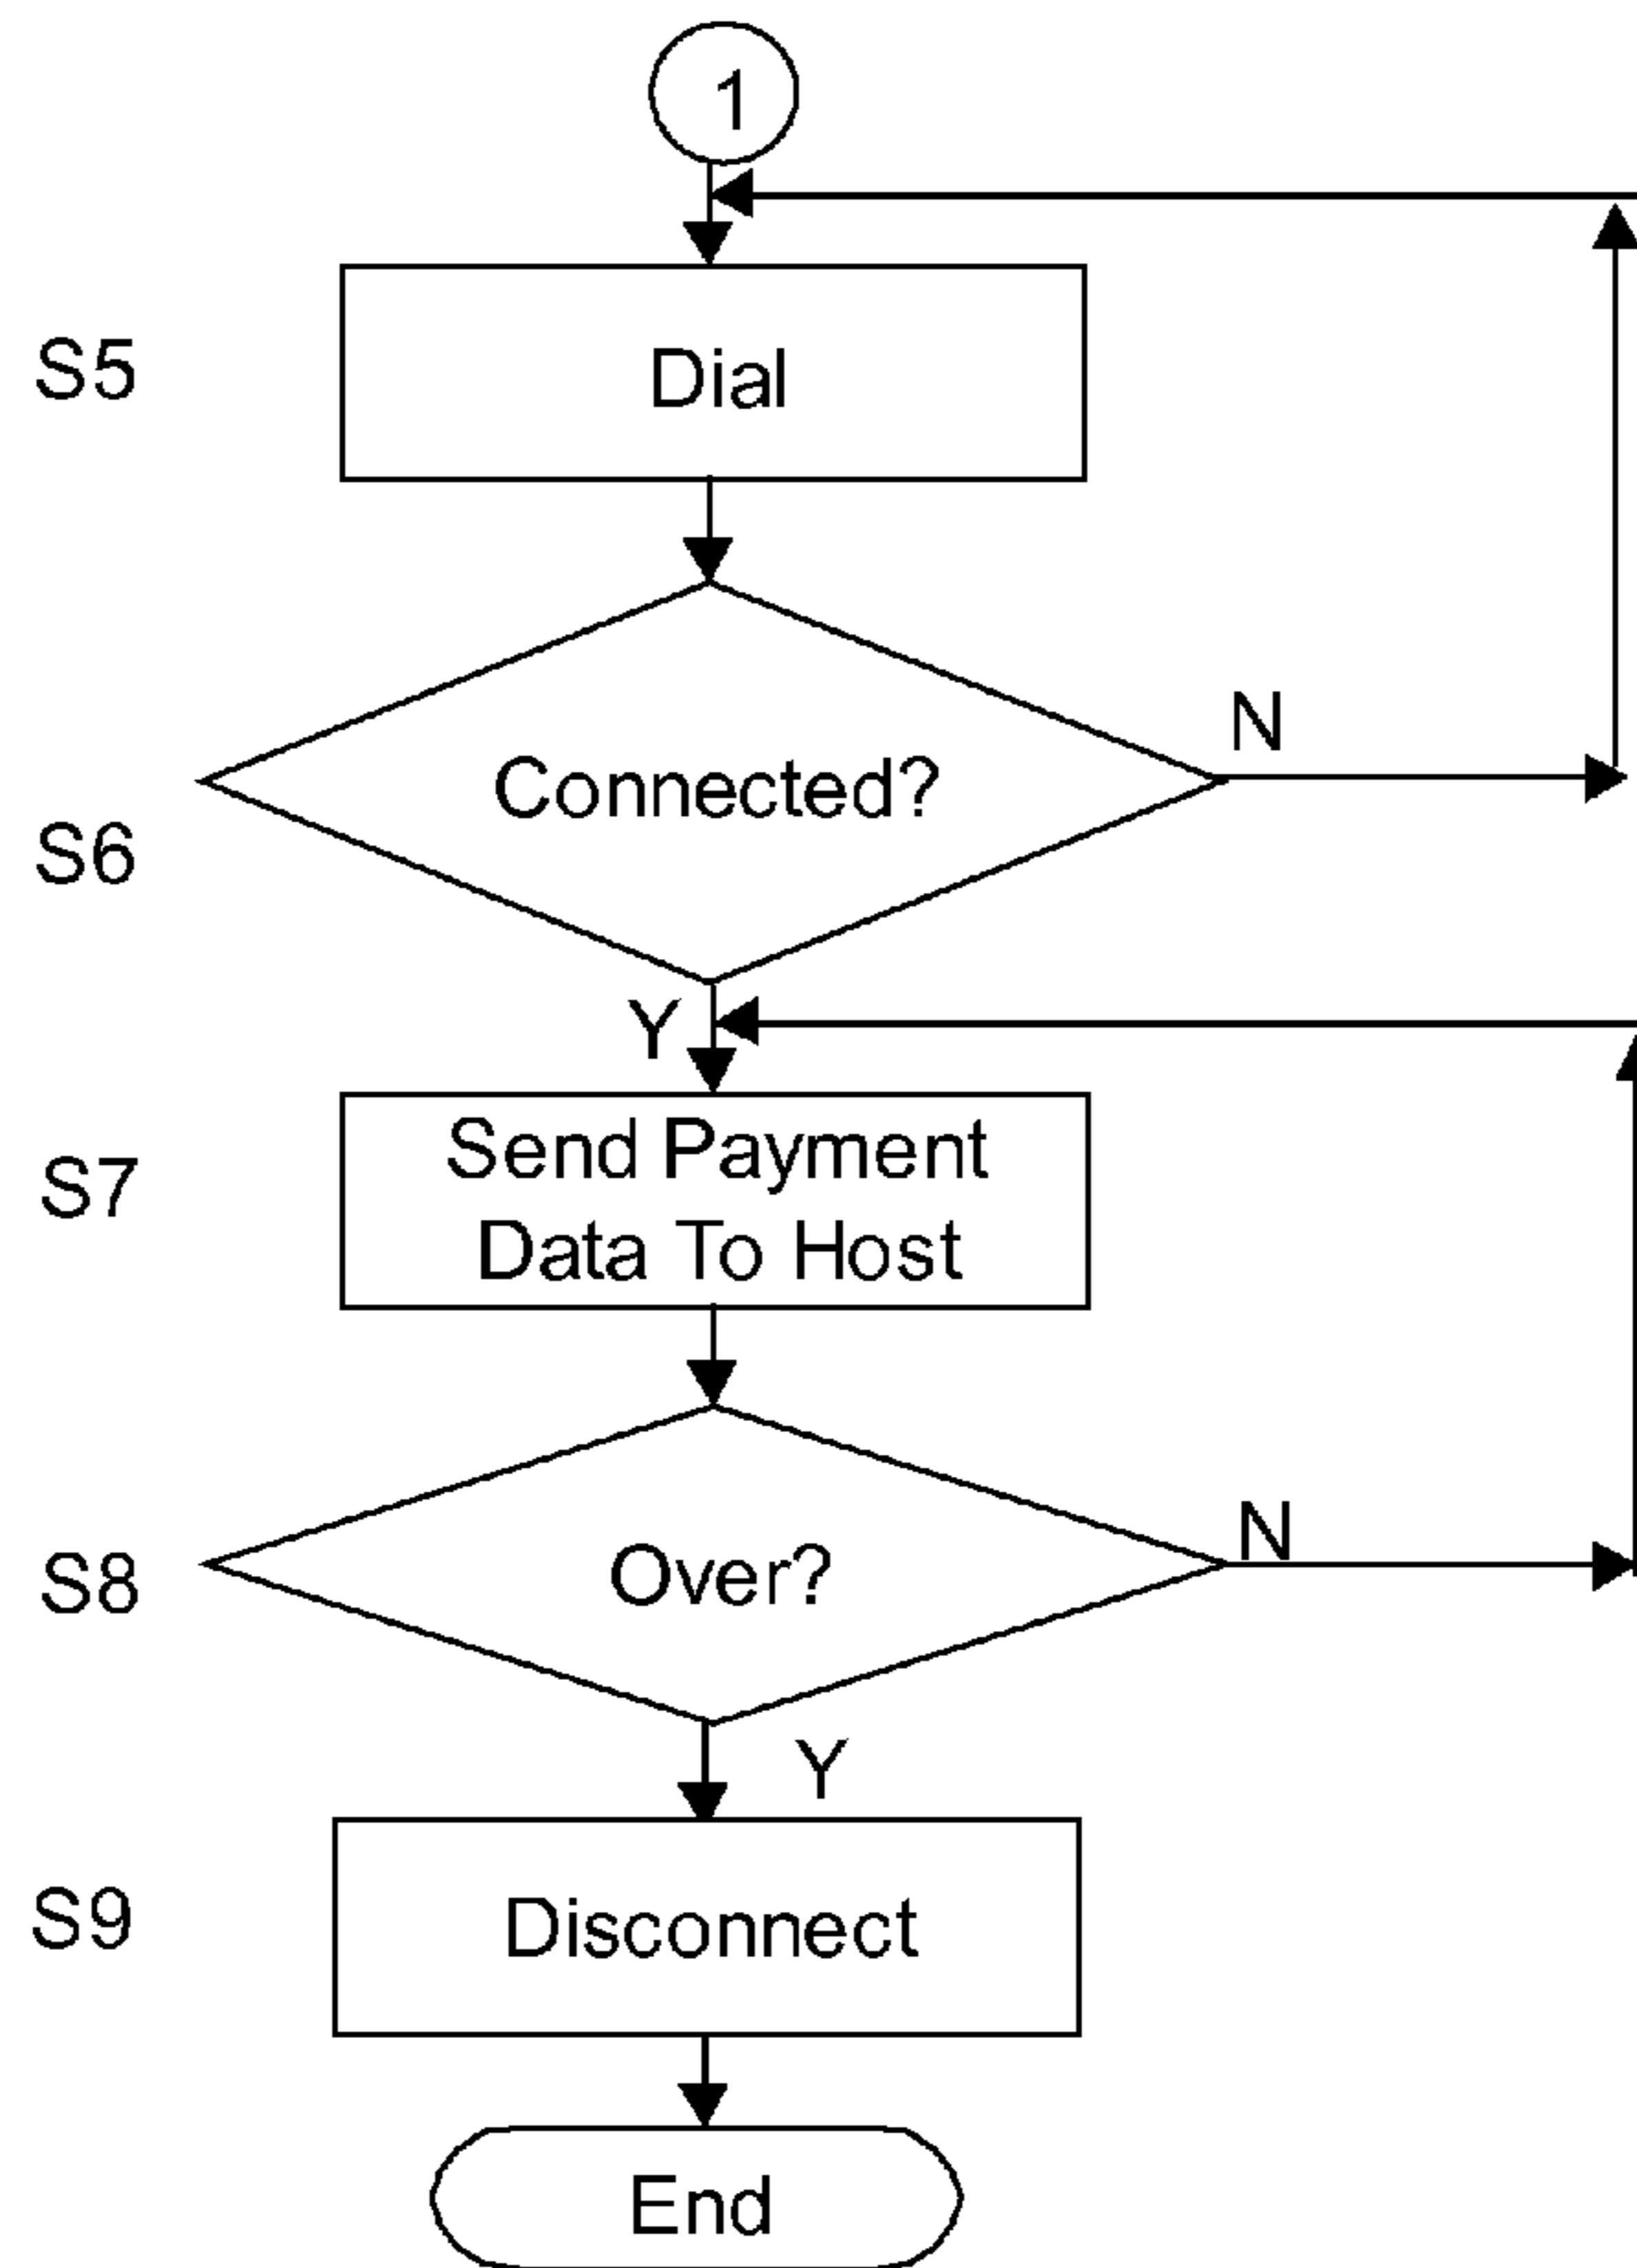 1
S5
Dial
Connected?
N
S6
Y
S7
Send Payment
Data To Host
S8
Over?
N
Y
S9
Disconnect
End